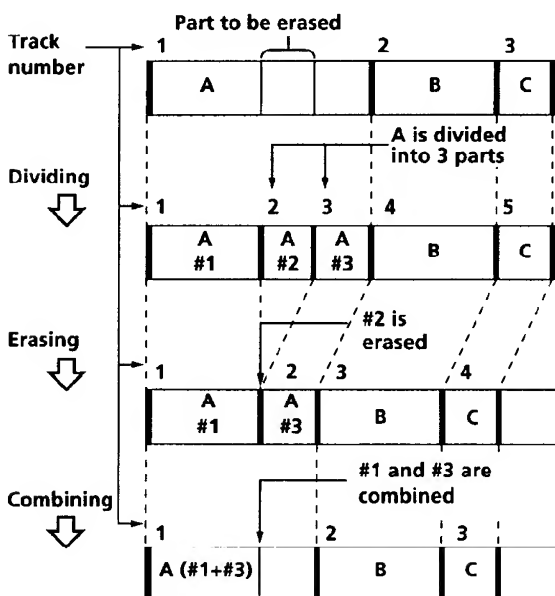 Part to be erased
Track number
1 2 3
A B C
A is divided into 3 parts
Dividing
1 2 3 4 5
A #1 A #2 A #3 B C
#2 is erased
Erasing
1 2 3 4
A #1 A #3 B C
#1 and #3 are combined
Combining
1 2 3
A (#1+#3) B C